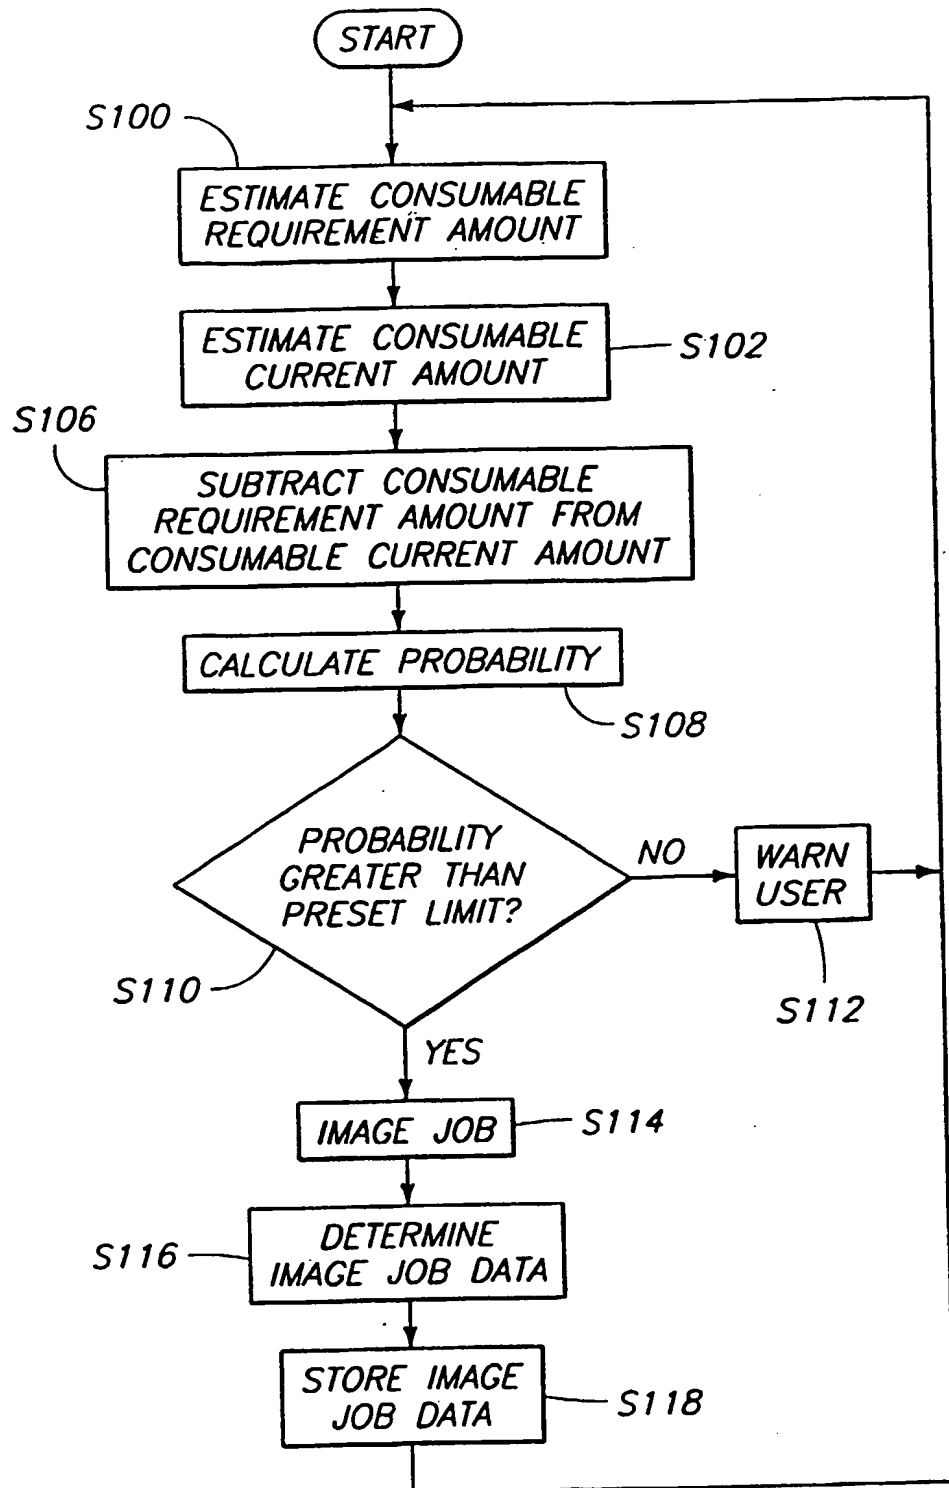 START
S100
ESTIMATE CONSUMABLE
REQUIREMENT AMOUNT
ESTIMATE CONSUMABLE
CURRENT AMOUNT
S102
S106
SUBTRACT CONSUMABLE
REQUIREMENT AMOUNT FROM
CONSUMABLE CURRENT AMOUNT
CALCULATE PROBABILITY
S108
PROBABILITY
GREATER THAN
PRESET LIMIT?
NO
WARN
USER
S110
S112
YES
IMAGE JOB
S114
S116
DETERMINE
IMAGE JOB DATA
STORE IMAGE
JOB DATA
S118